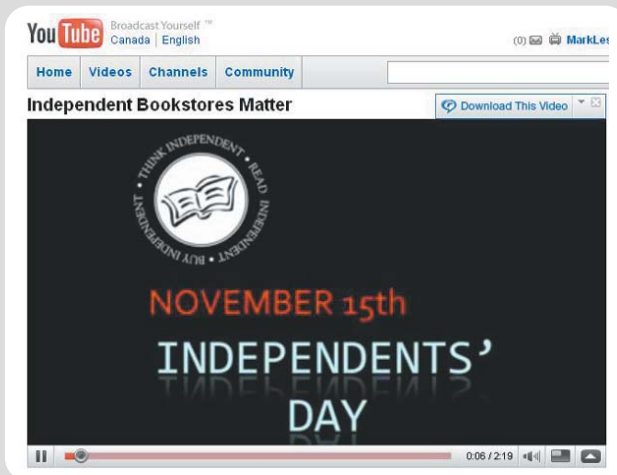 You Tube Broadcast Yourself ™
Canada | English
(0) MarkLes
Home Videos Channels Community
Independent Bookstores Matter
Download This Video
THINK INDEPENDENT • READ INDEPENDENT • BUY INDEPENDENT •
NOVEMBER 15th
INDEPENDENTS’
DAY
0:06 / 2:19